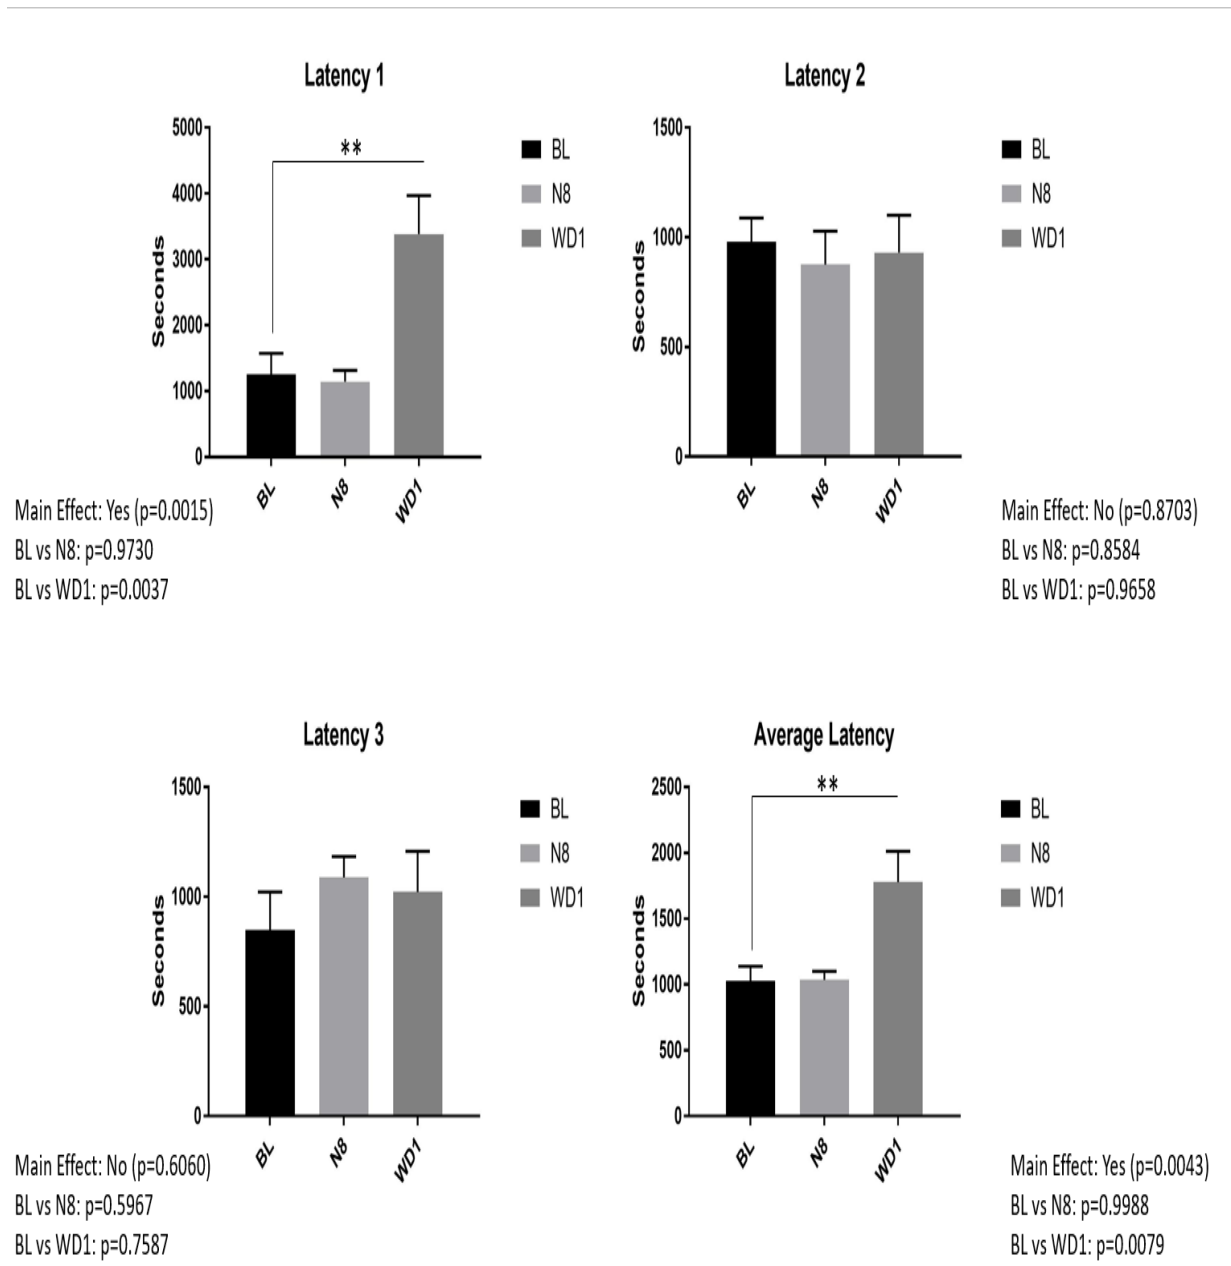 Latency 1
5000
4000
3000
2000
1000
0
Seconds
**
BL
N8
WD1
BL
N8
WD1
Main Effect: Yes (p=0.0015)
BL vs N8: p=0.9730
BL vs WD1: p=0.0037
Latency 2
1500
1000
500
0
Seconds
BL
N8
WD1
BL
N8
WD1
Main Effect: No (p=0.8703)
BL vs N8: p=0.8584
BL vs WD1: p=0.9658
Latency 3
1500
1000
500
0
Seconds
BL
N8
WD1
BL
N8
WD1
Main Effect: No (p=0.6060)
BL vs N8: p=0.5967
BL vs WD1: p=0.7587
Average Latency
2500
2000
1500
1000
500
0
Seconds
**
BL
N8
WD1
BL
N8
WD1
Main Effect: Yes (p=0.0043)
BL vs N8: p=0.9988
BL vs WD1: p=0.0079